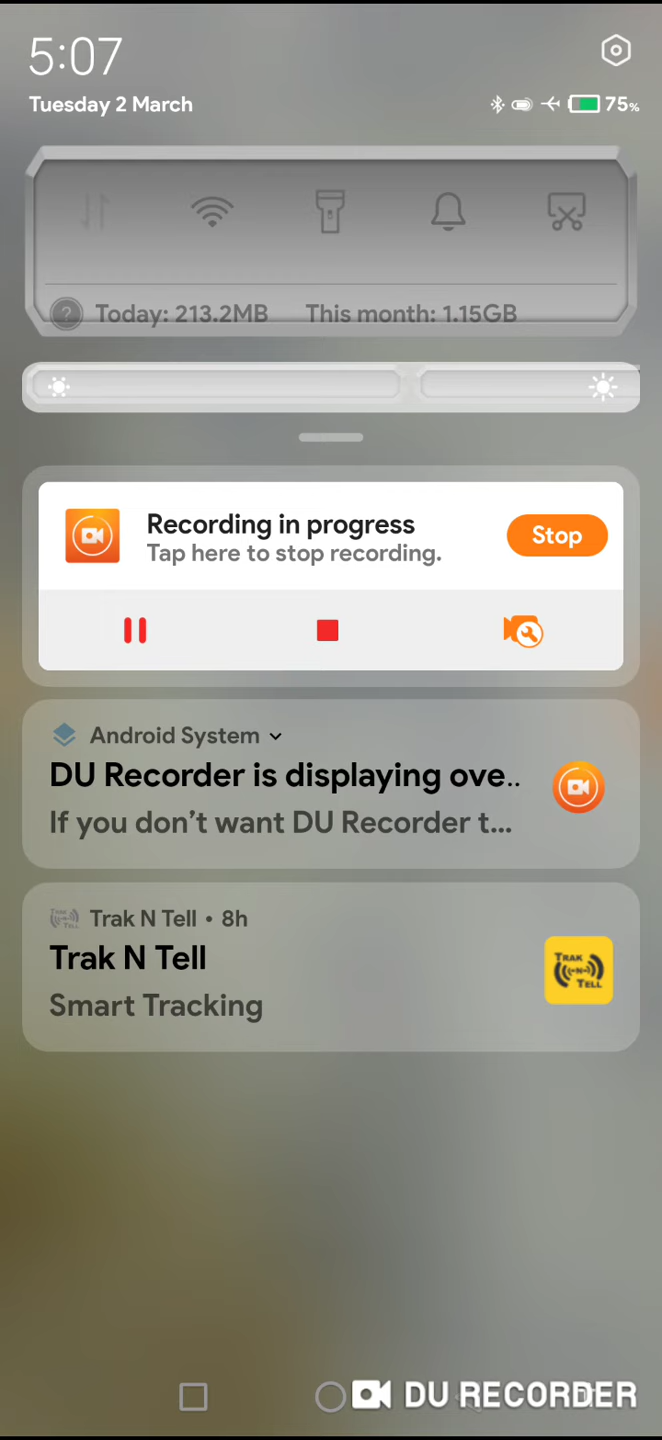 5:07
Tuesday 2 March
75%
? Today: 213.2MB This month: 1.15GB
Recording in progress
Tap here to stop recording.
Stop
Android System
DU Recorder is displaying ove..
If you don’t want DU Recorder t...
Trak N Tell • 8h
Trak N Tell
Smart Tracking
TRAK
N
TELL
DU RECORDER